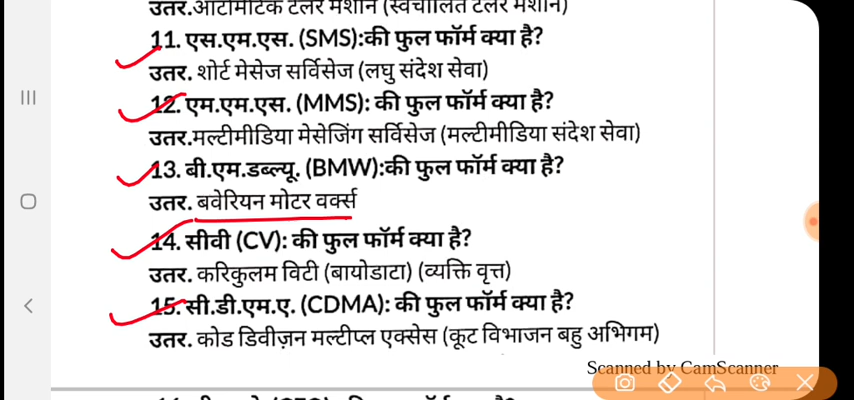 उतर.ऑटोमेटिक टेलर मशीन (स्वचालित टेलर मशीन)
11. एस.एम.एस. (SMS):की फुल फॉर्म क्या है?
उतर. शोर्ट मेसेज सर्विसेज (लघु संदेश सेवा)
12. एम.एम.एस. (MMS): की फुल फॉर्म क्या है?
उतर.मल्टीमीडिया मेसेजिंग सर्विसेज (मल्टीमीडिया संदेश सेवा)
13. बी.एम.डब्ल्यू. (BMW):की फुल फॉर्म क्या है?
उतर. बवेरियन मोटर वर्क्स
14. सीवी (CV): की फुल फॉर्म क्या है?
उतर. करिकुलम विटी (बायोडाटा) (व्यक्ति वृत्त)
15. सी.डी.एम.ए. (CDMA): की फुल फॉर्म क्या है?
उतर. कोड डिवीज़न मल्टीप्ल एक्सेस (कूट विभाजन बहु अभिगम)
Scanned by CamScanner